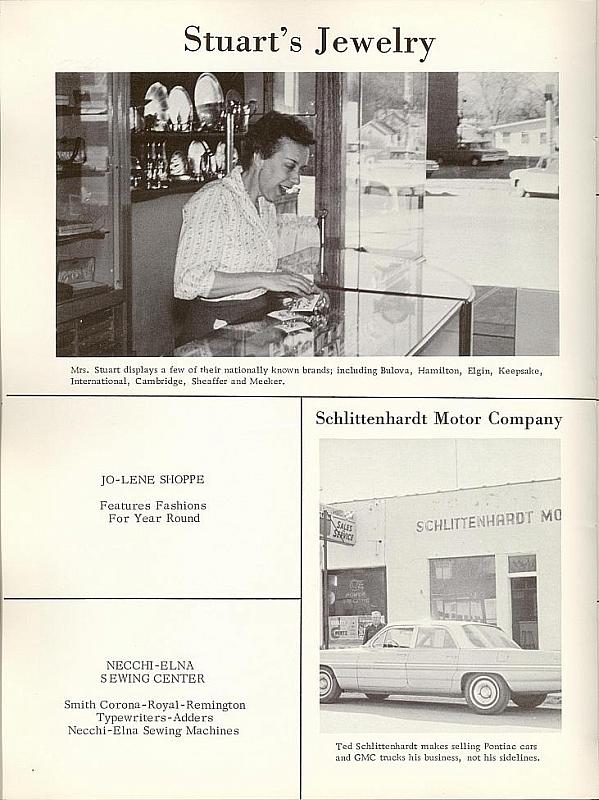 Stuart's Jewelry
Mrs. Stuart displays a few of their nationally known brands; including Bulova, Hamilton, Elgin, Keepsake,
International, Cambridge, Sheaffer and Meeker.
JO-LENE SHOPPE
Features Fashions
For Year Round
NECCHI-ELNA
SEWING CENTER
Smith Corona-Royal-Remington
Typewriters-Adders
Necchi-Elna Sewing Machines
Schlittenhardt Motor Company
SALES
SERVICE
SCHLITTENHARDT MO
Ted Schlittenhardt makes selling Pontiac cars
and GMC trucks his business, not his sidelines.